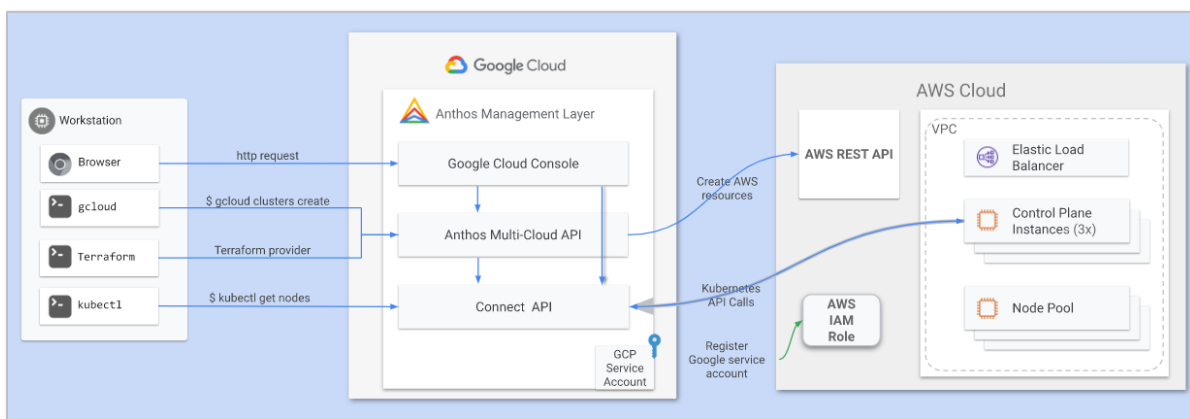 Workstation
Browser
gcloud
Terraform
kubectl
http request
$ gcloud clusters create
Terraform provider
$ kubectl get nodes
Google Cloud
Anthos Management Layer
Google Cloud Console
Anthos Multi-Cloud API
Connect API
GCP
Service
Account
Create AWS
resources
Kubernetes
API Calls
Register
Google service
account
AWS Cloud
AWS REST API
AWS
IAM
Role
VPC
Elastic Load
Balancer
Control Plane
Instances (3x)
Node Pool